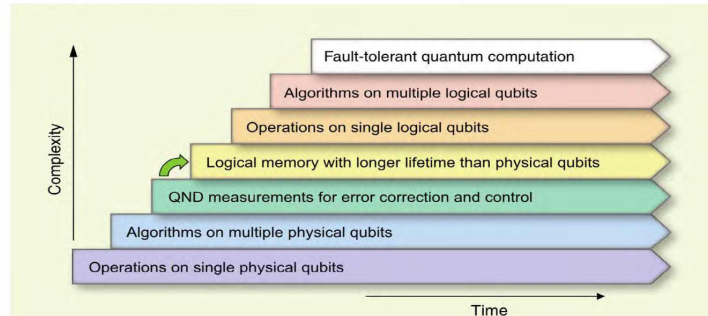 Fault-tolerant quantum computation
Algorithms on multiple logical qubits
Operations on single logical qubits
Logical memory with longer lifetime than physical qubits
QND measurements for error correction and control
Algorithms on multiple physical qubits
Operations on single physical qubits
Complexity
Time